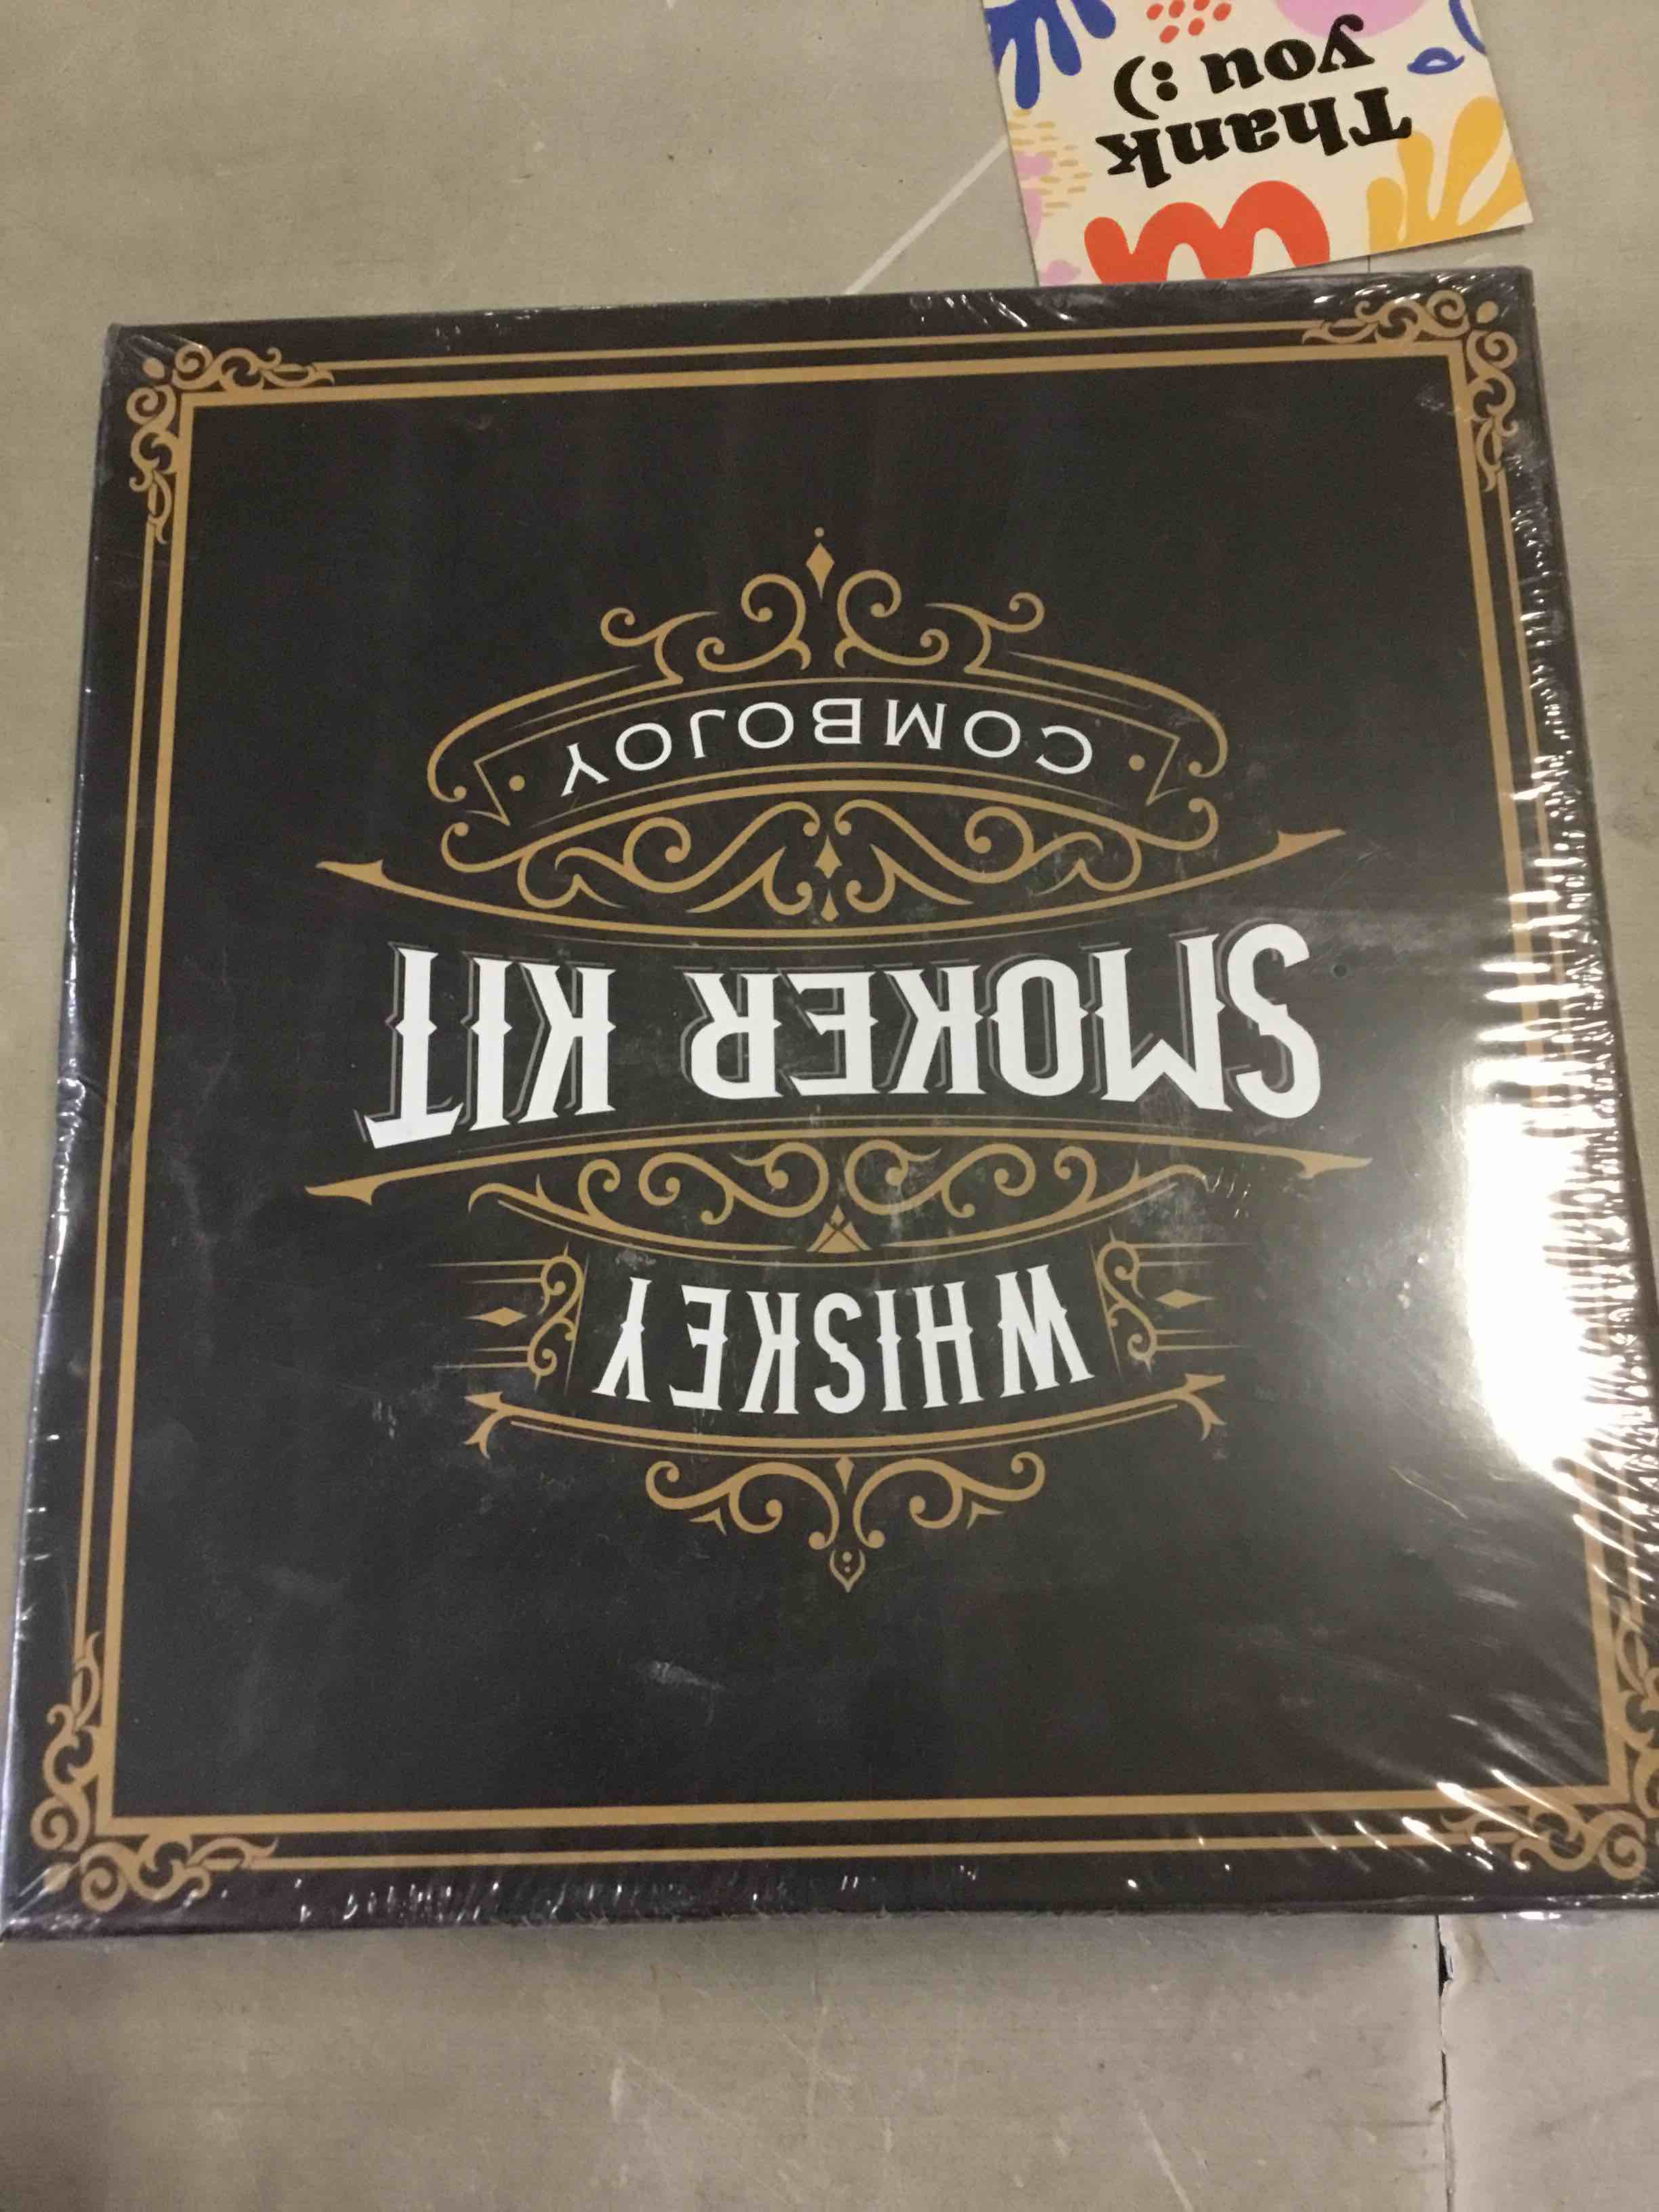 WHISKEY
SMOKER KIT
COMBOJOY
Thank
you :)